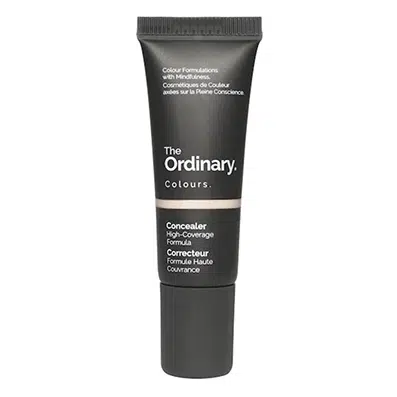 Colour Formulations
with Mindfulness.
Cosmétiques de Couleur
axées sur la Pleine Conscience.
The
Ordinary.
Colours.
Concealer
High-Coverage
Formula
Correcteur
Formule Haute
Couvrance